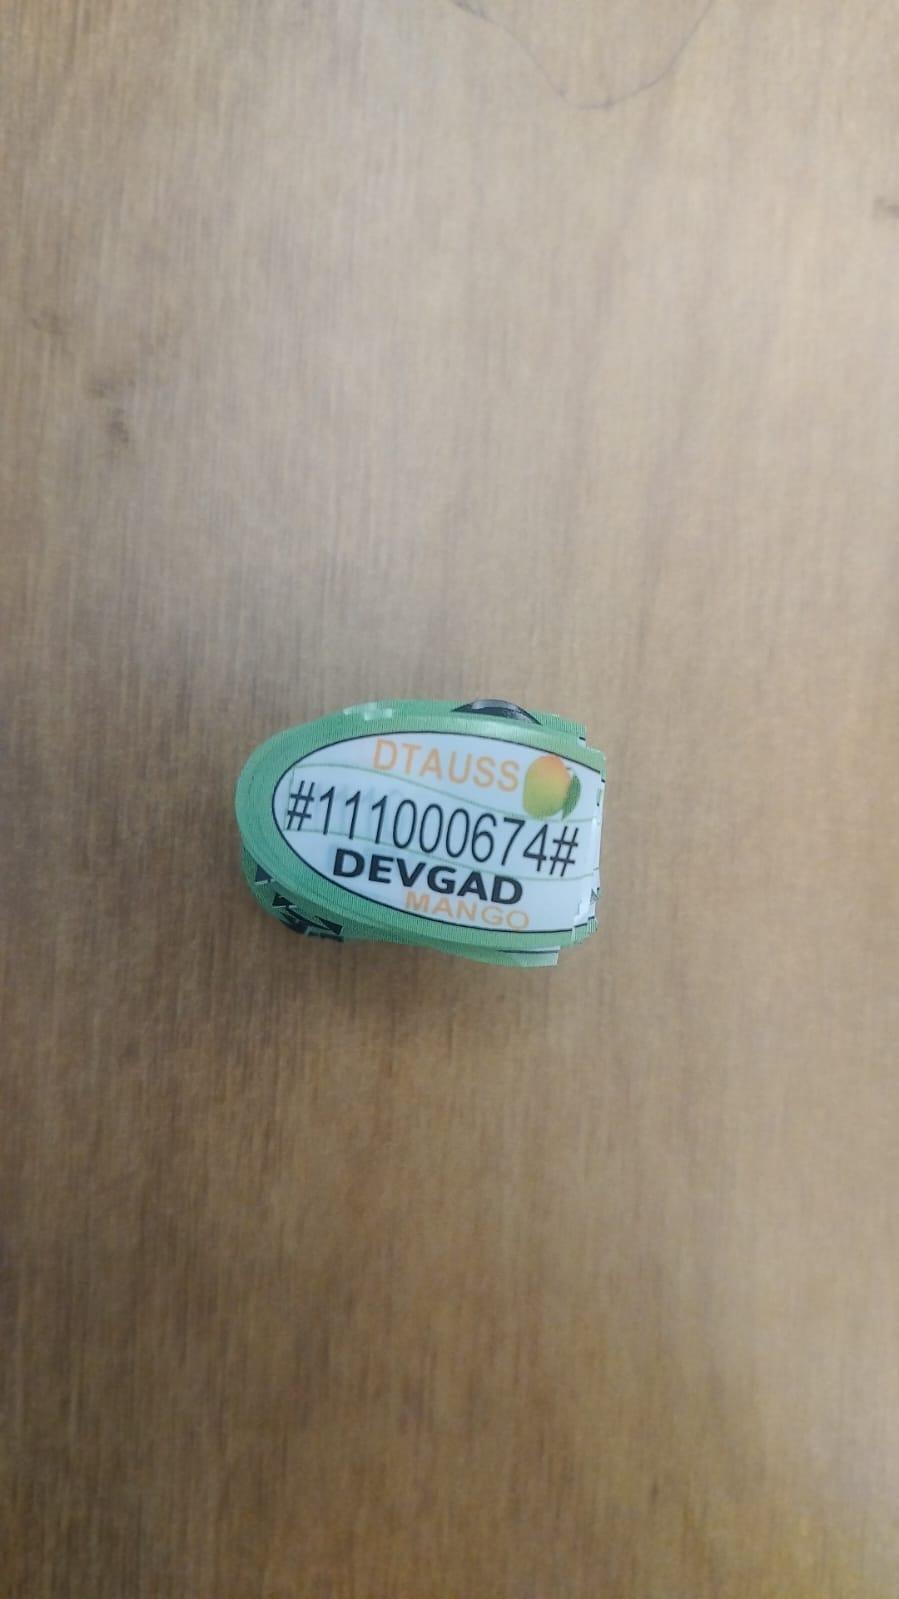 DTAUSS
#111000674#
DEVGAD
MANGO